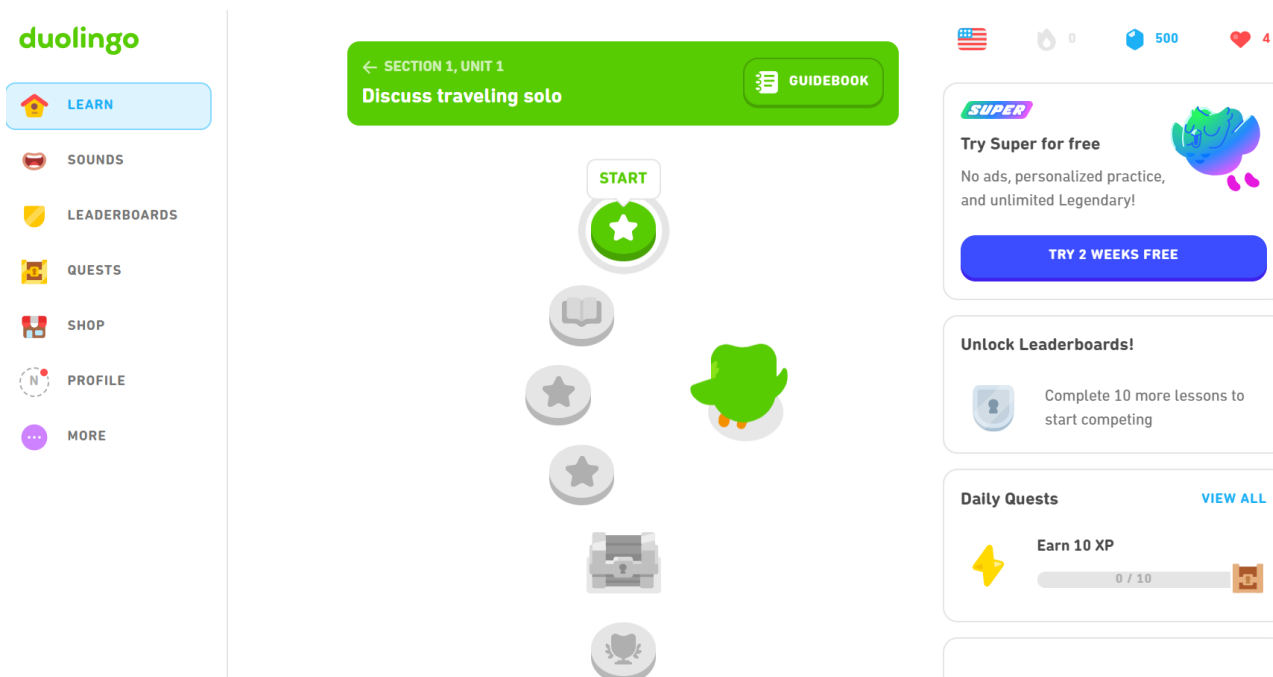 duolingo
LEARN
SOUNDS
LEADERBOARDS
QUESTS
SHOP
N
PROFILE
MORE
SECTION 1, UNIT 1
Discuss traveling solo
GUIDEBOOK
START
0
500
4
SUPER
Try Super for free
No ads, personalized practice,
and unlimited Legendary!
TRY 2 WEEKS FREE
Unlock Leaderboards!
Complete 10 more lessons to
start competing
Daily Quests
VIEW ALL
Earn 10 XP
0 / 10